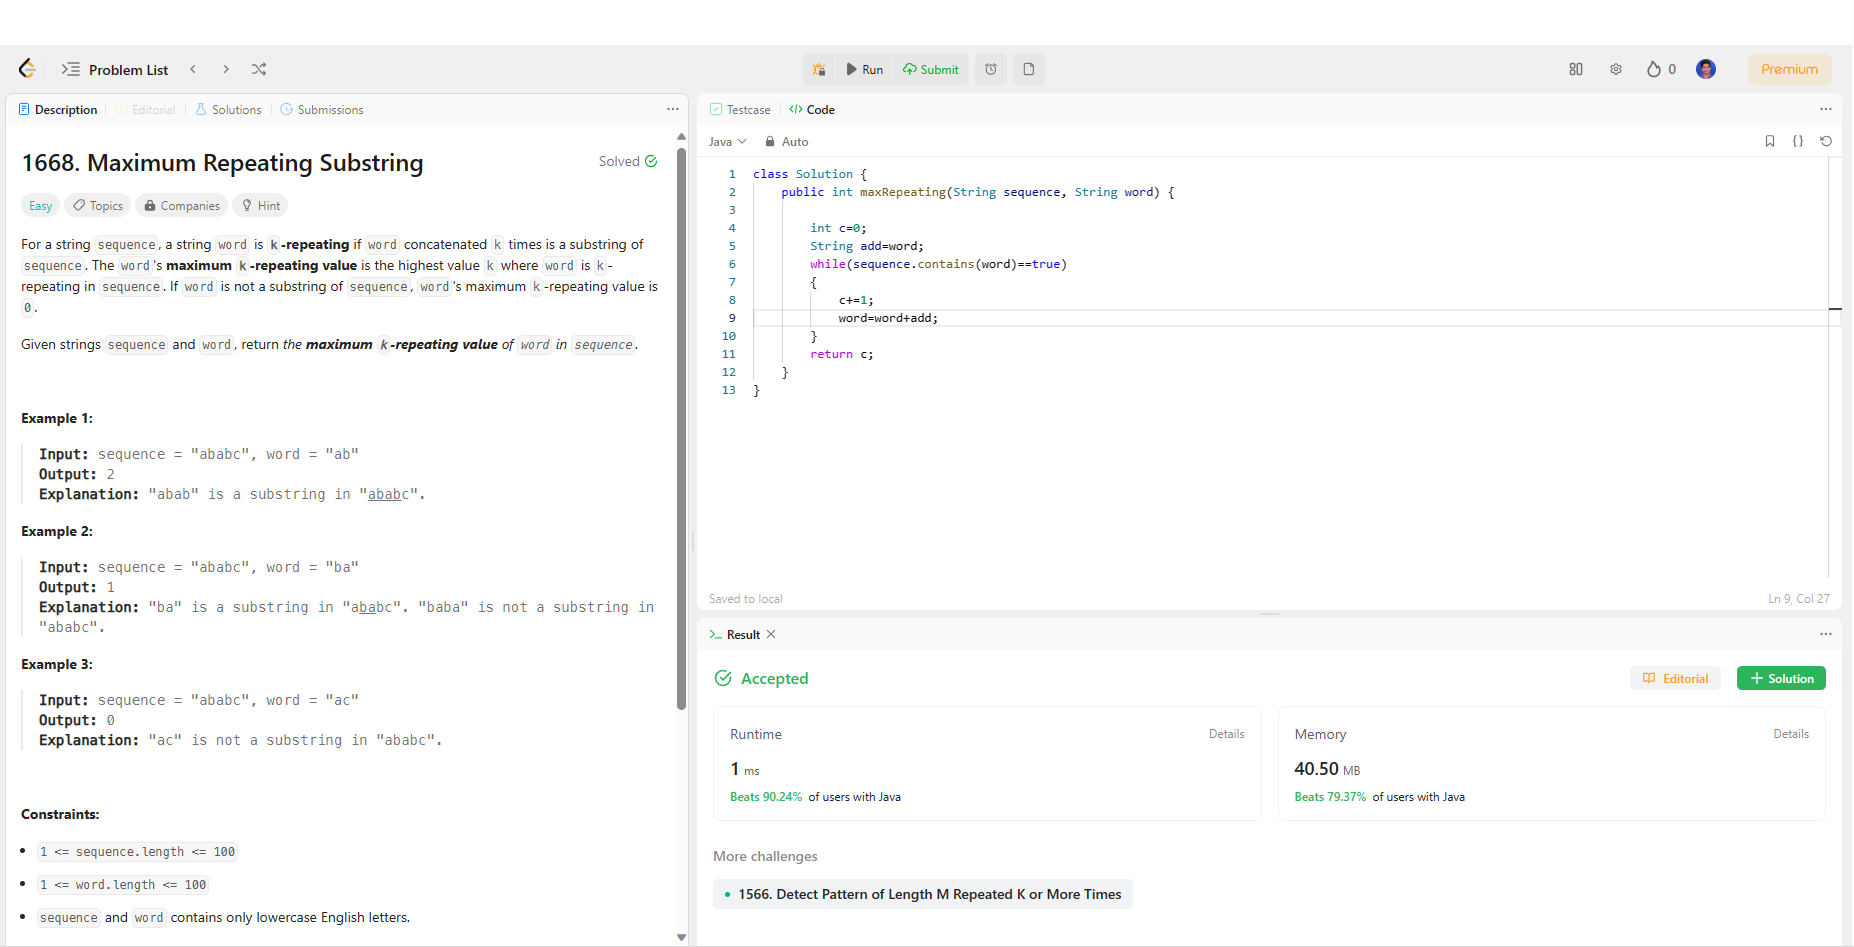 Problem List
Run
Submit
0
Premium
Description
Editorial
Solutions
Submissions
1668. Maximum Repeating Substring
Solved
Easy
Topics
Companies
Hint
For a string sequence, a string word is k-repeating if word concatenated k times is a substring of
sequence. The word's maximum k-repeating value is the highest value k where word is k-
repeating in sequence. If word is not a substring of sequence, word's maximum k-repeating value is
0.
Given strings sequence and word, return the maximum k-repeating value of word in sequence.
Example 1:
Input: sequence = "ababc", word = "ab"
Output: 2
Explanation: "abab" is a substring in "ababc".
Example 2:
Input: sequence = "ababc", word = "ba"
Output: 1
Explanation: "ba" is a substring in "ababc". "baba" is not a substring in
"ababc".
Example 3:
Input: sequence = "ababc", word = "ac"
Output: 0
Explanation: "ac" is not a substring in "ababc".
Constraints:
1 <= sequence.length <= 100
1 <= word.length <= 100
sequence and word contains only lowercase English letters.
Testcase
</> Code
Java
Auto
1 class Solution {
2 public int maxRepeating(String sequence, String word) {
3
4 int c=0;
5 String add=word;
6 while(sequence.contains(word)==true)
7 {
8 c+=1;
9 word=word+add;
10 }
11 return c;
12 }
13 }
Saved to local
Ln 9, Col 27
Result
Accepted
Editorial
Solution
Runtime
Details
1 ms
Beats 90.24% of users with Java
Memory
Details
40.50 MB
Beats 79.37% of users with Java
More challenges
1566. Detect Pattern of Length M Repeated K or More Times